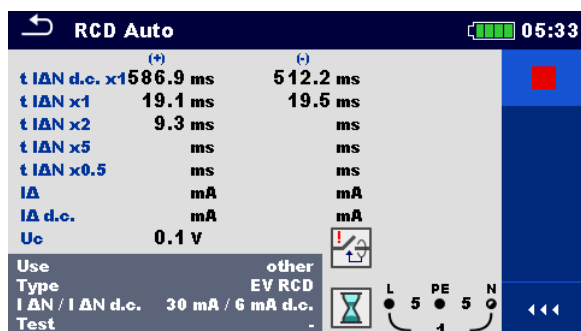 RCD Auto 05:33
(+) (-)
t IΔN d.c. x1 586.9 ms 512.2 ms
t IΔN x1 19.1 ms 19.5 ms
t IΔN x2 9.3 ms ms
t IΔN x5 ms ms
t IΔN x0.5 ms ms
IΔ mA mA
IΔ d.c. mA mA
Uc 0.1 V
!
Use other
Type EV RCD
I ΔN / I ΔN d.c. 30 mA / 6 mA d.c.
Test -
L PE N
5 5
1